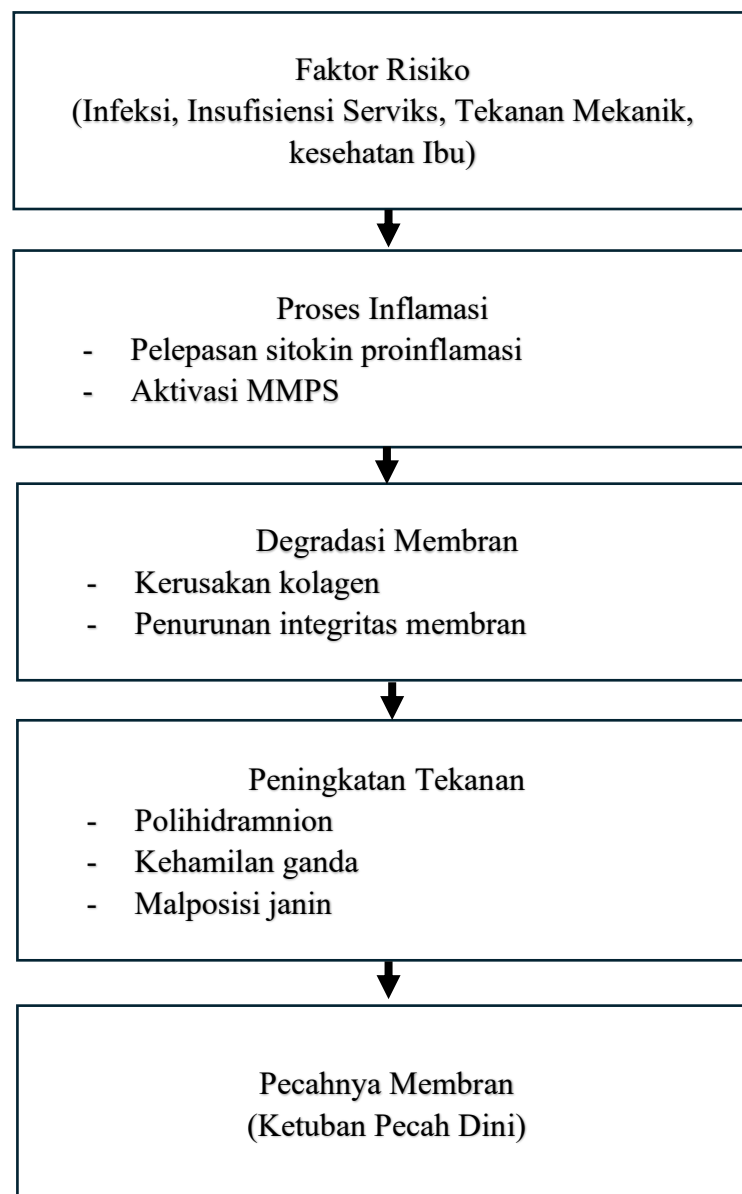 Faktor Risiko
(Infeksi, Insufisiensi Serviks, Tekanan Mekanik,
kesehatan Ibu)
Proses Inflamasi
- Pelepasan sitokin proinflamasi
- Aktivasi MMPS
Degradasi Membran
- Kerusakan kolagen
- Penurunan integritas membran
Peningkatan Tekanan
- Polihidramnion
- Kehamilan ganda
- Malposisi janin
Pecahnya Membran
(Ketuban Pecah Dini)